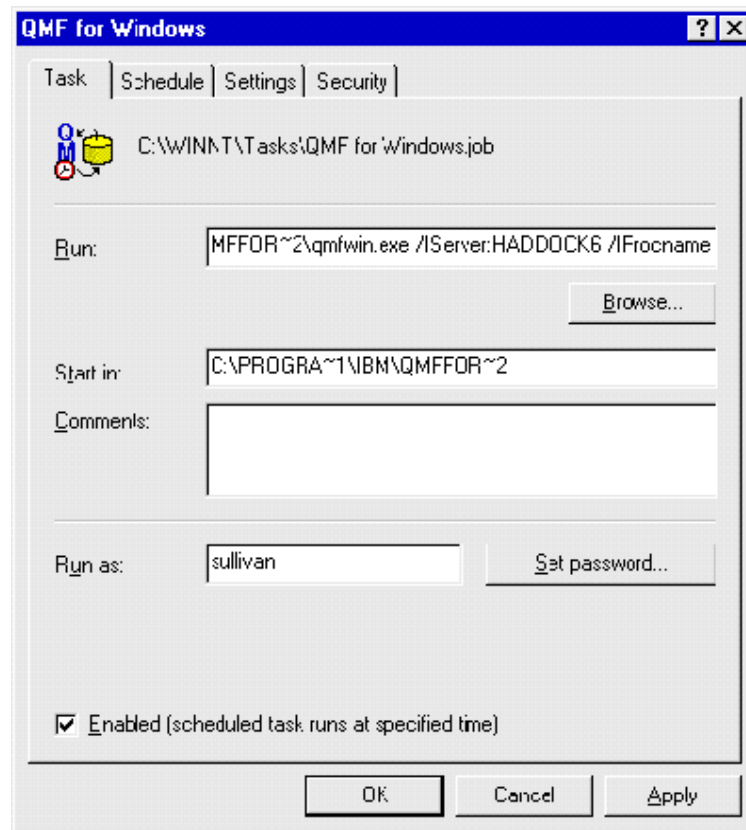 QMF for Windows
Task Schedule Settings Security
C:\WINNT\Tasks\QMF for Windows.job
Run: MFFOR~2\qmfwin.exe /IServer:HADDOCK6 /IProcname
Browse...
Start in: C:\PROGRA~1\IBM\QMFFOR~2
Comments:
Run as: sullivan Set password...
Enabled (scheduled task runs at specified time)
OK Cancel Apply